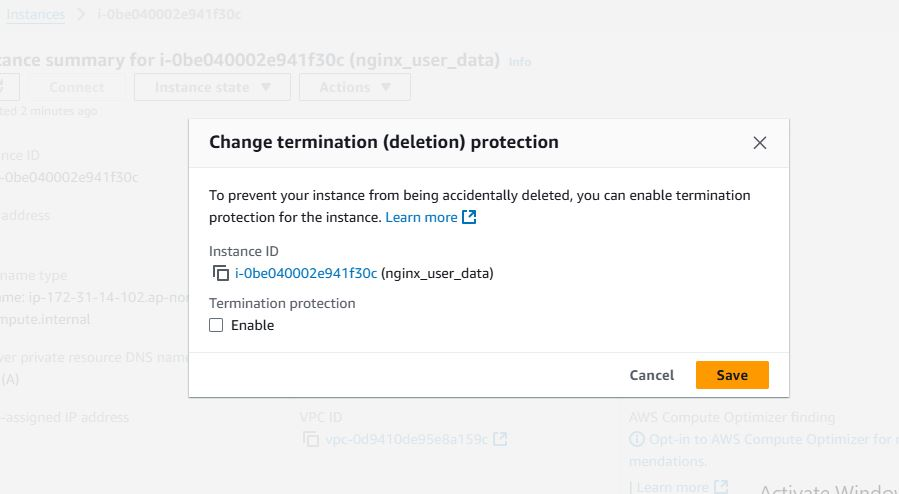 Instances > i-0be040002e941f30c
tance summary for i-0be040002e941f30c (nginx_user_data) Info
Connect Instance state Actions
ted 2 minutes ago
Change termination (deletion) protection
To prevent your instance from being accidentally deleted, you can enable termination
protection for the instance. Learn more
Instance ID
i-0be040002e941f30c (nginx_user_data)
Termination protection
Enable
Cancel Save
nce ID
-0be040002e941f30c
address
name type
me: ip-172-31-14-102.ap-nor
mpute.internal
ver private resource DNS name
(A)
-assigned IP address
VPC ID
vpc-0d9410de95e8a159c
AWS Compute Optimizer finding
Opt-in to AWS Compute Optimizer for r
mendations.
| Learn more
Activate Window